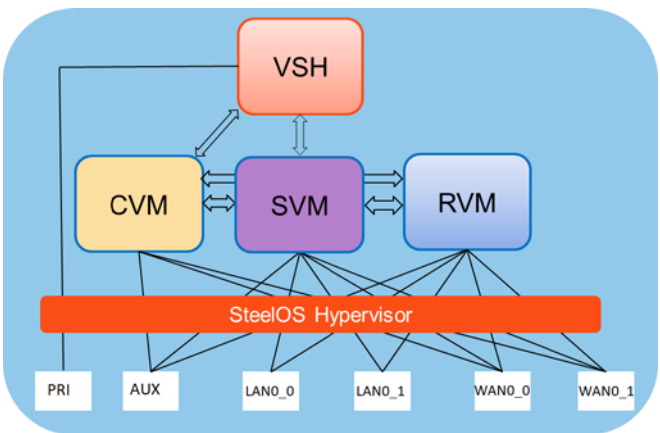 VSH
CVM
SVM
RVM
SteelOS Hypervisor
PRI
AUX
LAN0_0
LAN0_1
WAN0_0
WAN0_1